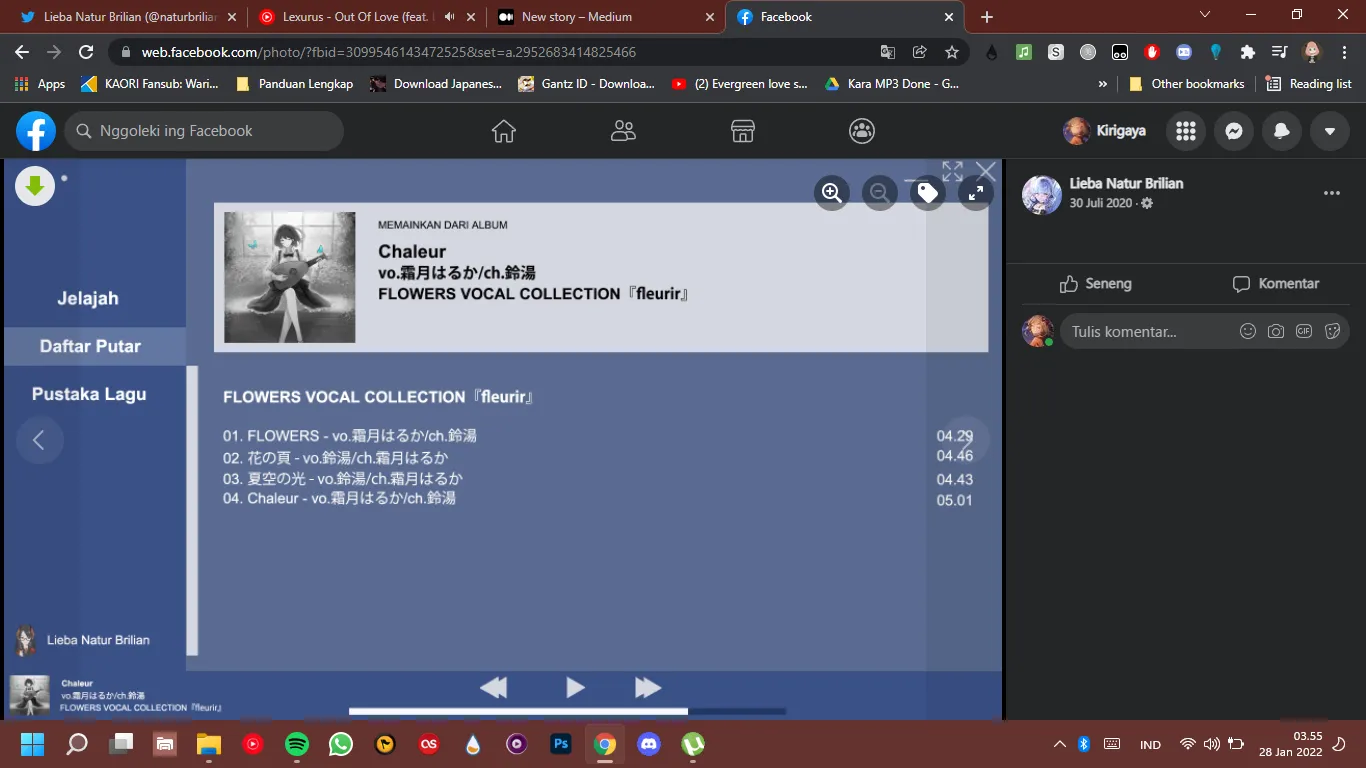 Lieba Natur Brilian (@naturbrilian
Lexurus - Out Of Love (feat.
New story – Medium
Facebook
web.facebook.com/photo/?fbid=309954613472525&set=a.2952683414825466
Apps
KAORI Fansub: Wari...
Panduan Lengkap
Download Japanes...
Gantz ID - Downloa...
(2) Evergreen love s...
Kara MP3 Done - G...
»
Other bookmarks
Reading list
Nggoleki ing Facebook
Kirigaya
Jelajah
Daftar Putar
Pustaka Lagu
MEMAINKAN DARI ALBUM
Chaleur
vo.霜月はるか/ch.鈴湯
FLOWERS VOCAL COLLECTION『fleurir』
FLOWERS VOCAL COLLECTION『fleurir』
01. FLOWERS - vo.霜月はるか/ch.鈴湯 04.29
02. 花の頁 - vo.鈴湯/ch.霜月はるか 04.46
03. 夏空の光 - vo.鈴湯/ch.霜月はるか 04.43
04. Chaleur - vo.霜月はるか/ch.鈴湯 05.01
Lieba Natur Brilian
Chaleur
vo.霜月はるか/ch.鈴湯
FLOWERS VOCAL COLLECTION『fleurir』
Lieba Natur Brilian
30 Juli 2020 ·
Seneng
Komentar
Tulis komentar...
GIF
Ps
IND
03.55
28 Jan 2022